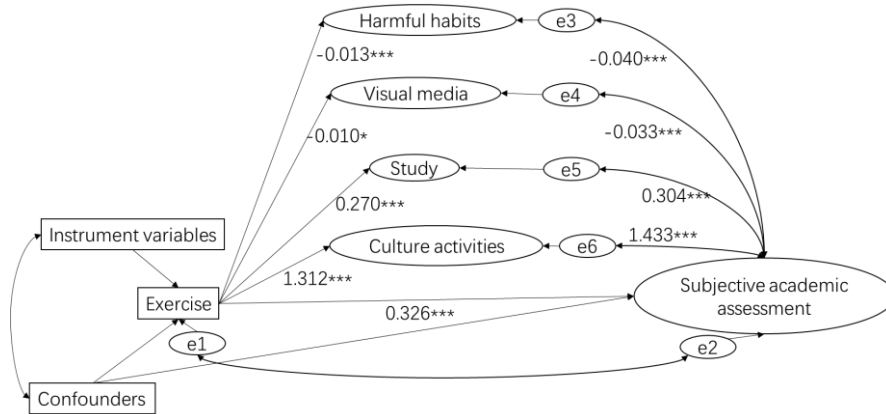 Harmful habits
e3
-0.013***
-0.040***
Visual media
e4
-0.010*
-0.033***
Study
e5
0.270***
0.304***
Instrument variables
Culture activities
e6
1.433***
1.312***
Exercise
Subjective academic
assessment
0.326***
e1
e2
Confounders